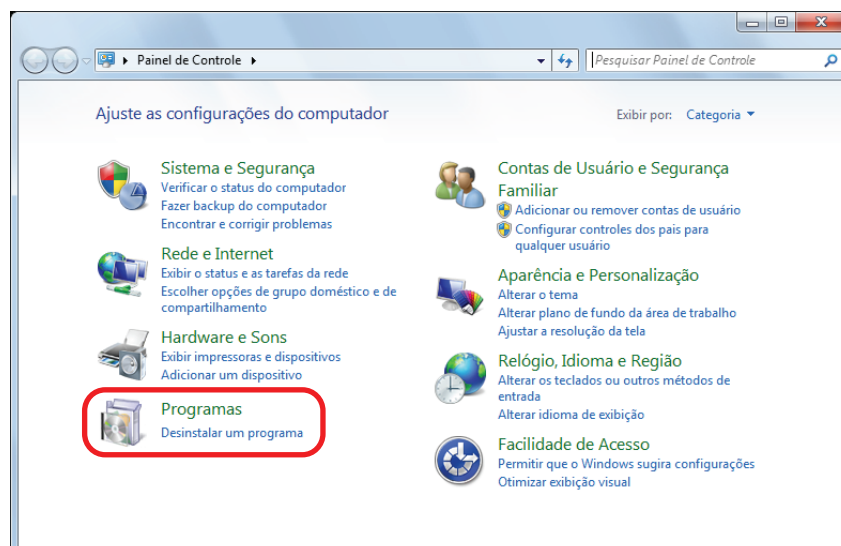 Painel de Controle
Pesquisar Painel de Controle
Ajuste as configurações do computador
Exibir por: Categoria
Sistema e Segurança
Verificar o status do computador
Fazer backup do computador
Encontrar e corrigir problemas
Rede e Internet
Exibir o status e as tarefas da rede
Escolher opções de grupo doméstico e de
compartilhamento
Hardware e Sons
Exibir impressoras e dispositivos
Adicionar um dispositivo
Programas
Desinstalar um programa
Contas de Usuário e Segurança
Familiar
Adicionar ou remover contas de usuário
Configurar controles dos pais para
qualquer usuário
Aparência e Personalização
Alterar o tema
Alterar plano de fundo da área de trabalho
Ajustar a resolução da tela
Relógio, Idioma e Região
Alterar os teclados ou outros métodos de
entrada
Alterar idioma de exibição
Facilidade de Acesso
Permitir que o Windows sugira configurações
Otimizar exibição visual